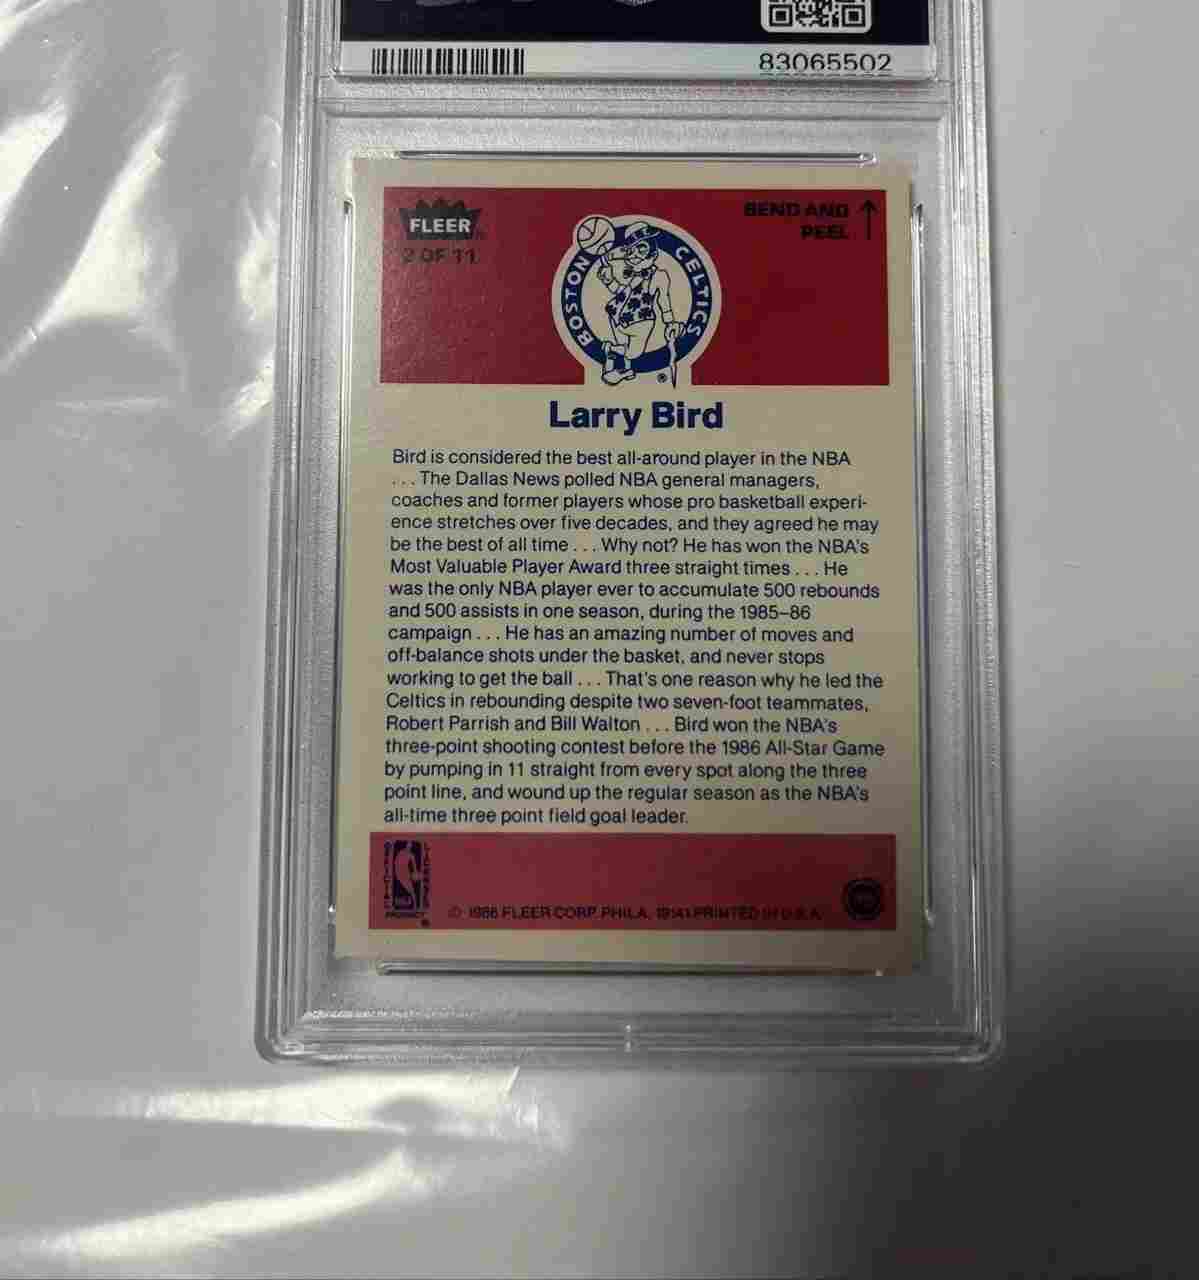 83065502
FLEER
2 OF 11
BEND AND
PEEL
BOSTON CELTICS
Larry Bird
Bird is considered the best all-around player in the NBA
. . . The Dallas News polled NBA general managers,
coaches and former players whose pro basketball experi-
ence stretches over five decades, and they agreed he may
be the best of all time . . . Why not? He has won the NBA's
Most Valuable Player Award three straight times . . . He
was the only NBA player ever to accumulate 500 rebounds
and 500 assists in one season, during the 1985–86
campaign . . . He has an amazing number of moves and
off-balance shots under the basket, and never stops
working to get the ball . . . That's one reason why he led the
Celtics in rebounding despite two seven-foot teammates,
Robert Parrish and Bill Walton . . . Bird won the NBA's
three-point shooting contest before the 1986 All-Star Game
by pumping in 11 straight from every spot along the three
point line, and wound up the regular season as the NBA's
all-time three point field goal leader.
OFFICIAL LICENSED
NBA
PRODUCT
© 1986 FLEER CORP. PHILA. 19141 PRINTED IN U.S.A.